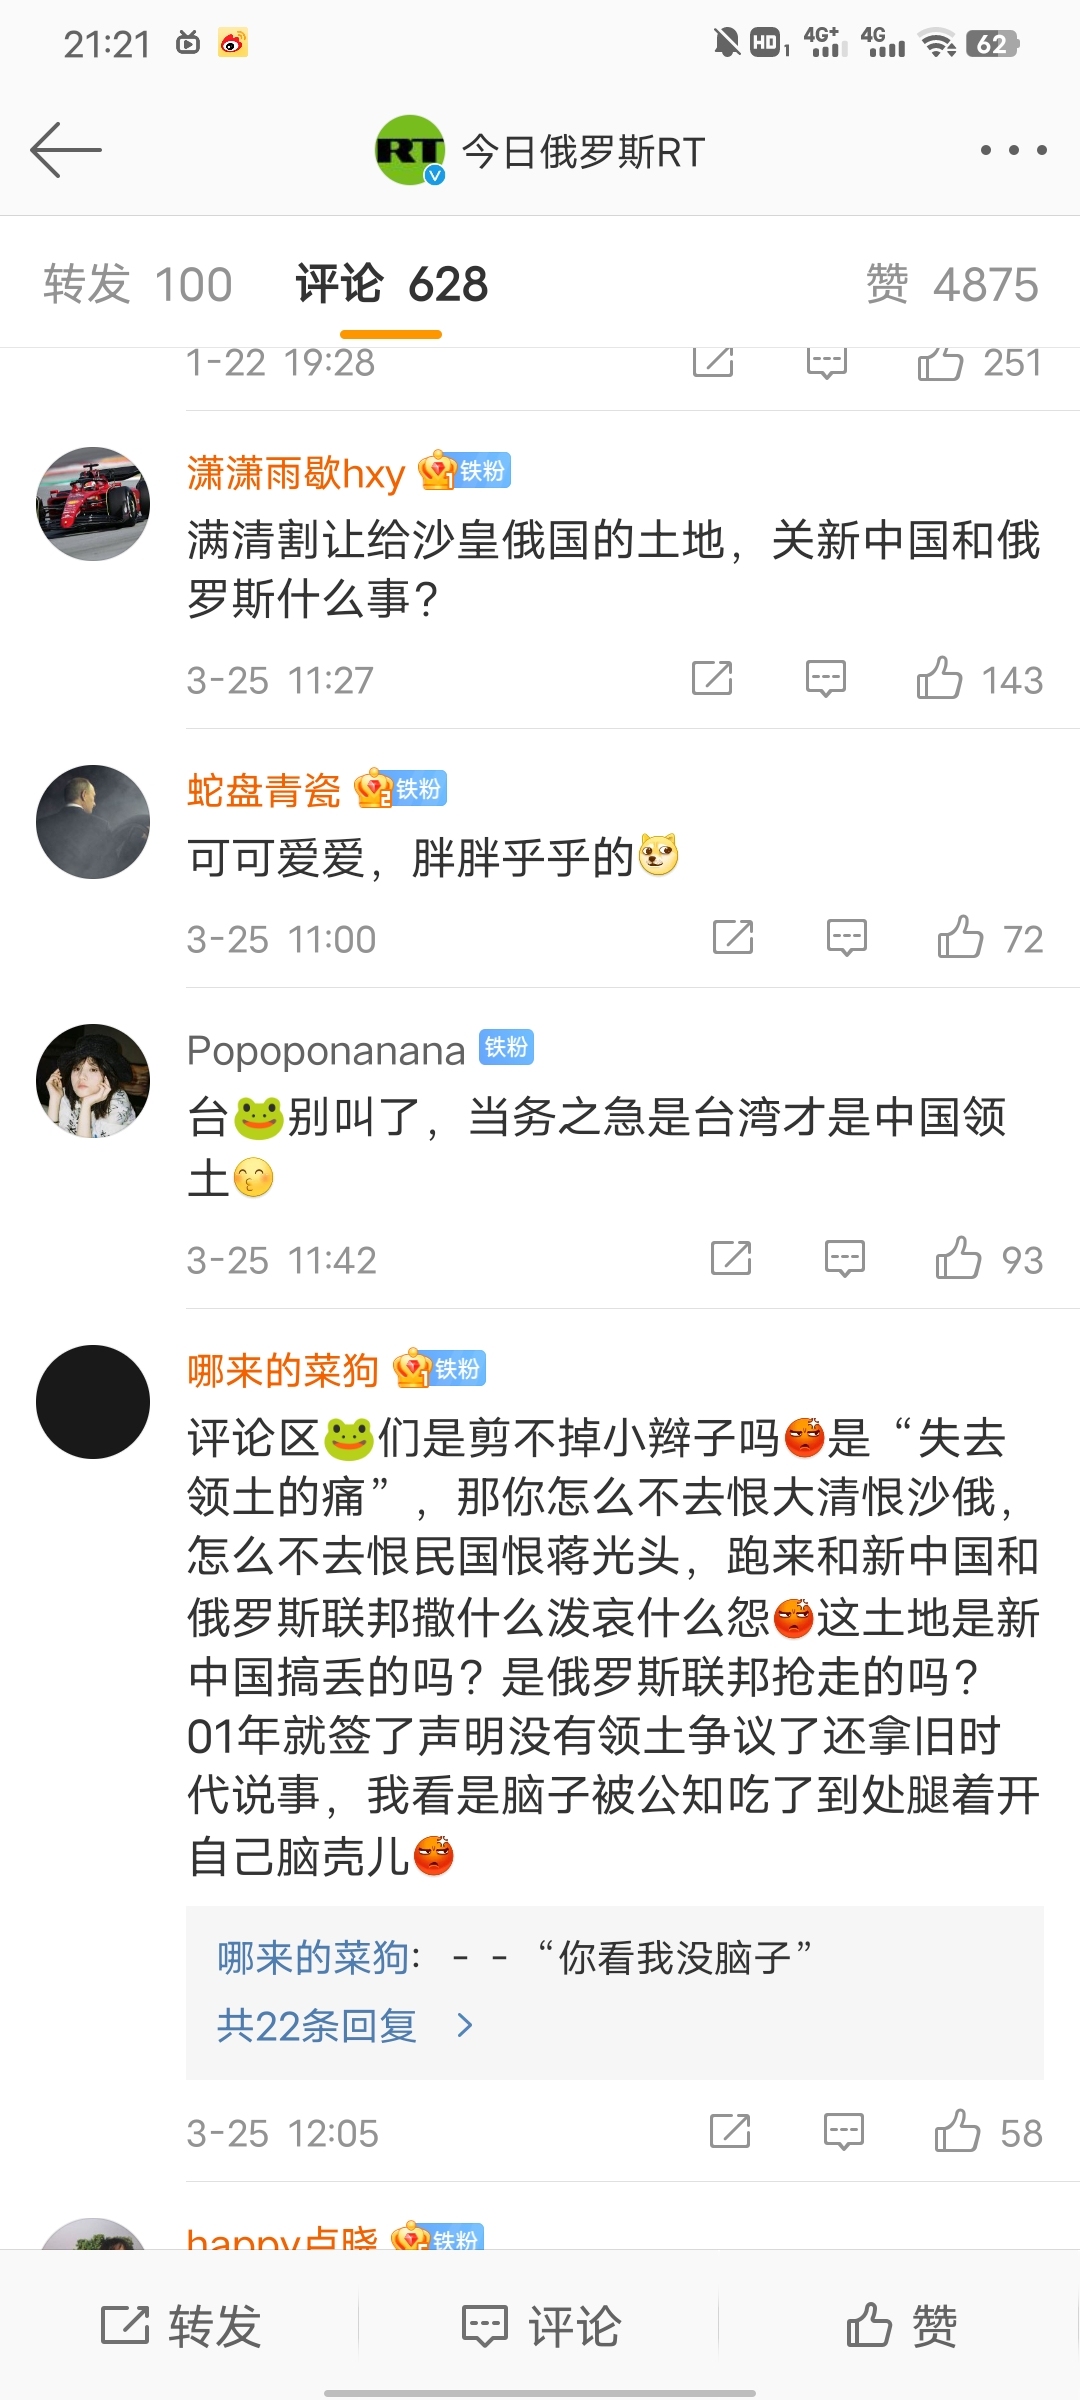 21:21
HD 1 4G+ 4G 62
RT 今日俄罗斯RT
转发 100 评论 628 赞 4875
1-22 19:28 251
潇潇雨歇hxy 1铁粉
满清割让给沙皇俄国的土地，关新中国和俄
罗斯什么事？
3-25 11:27 143
蛇盘青瓷 2铁粉
可可爱爱，胖胖乎乎的
3-25 11:00 72
Popoponanana 铁粉
台🐸别叫了，当务之急是台湾才是中国领
土😙
3-25 11:42 93
哪来的菜狗 1铁粉
评论区🐸们是剪不掉小辫子吗😡是“失去
领土的痛”，那你怎么不去恨大清恨沙俄，
怎么不去恨民国恨蒋光头，跑来和新中国和
俄罗斯联邦撒什么泼哀什么怨😡这土地是新
中国搞丢的吗？是俄罗斯联邦抢走的吗？
01年就签了声明没有领土争议了还拿旧时
代说事，我看是脑子被公知吃了到处腿着开
自己脑壳儿😡
哪来的菜狗：- -“你看我没脑子”
共22条回复 >
3-25 12:05 58
happy卢晓 铁粉
转发 评论 赞